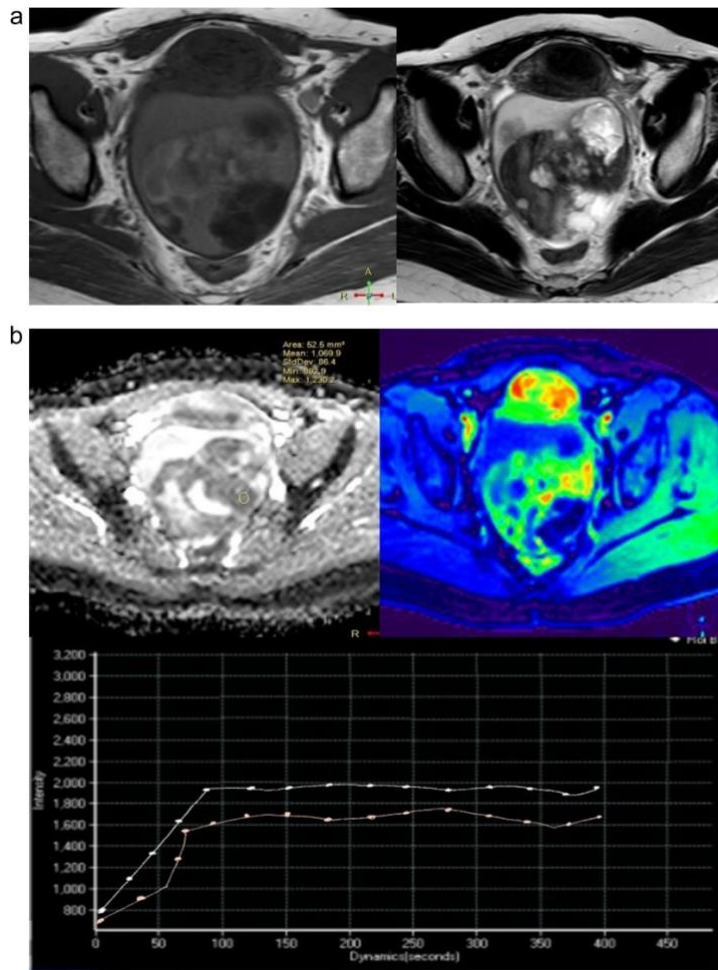 a
A
R
b
Area: 52.5 mm²
Mean: 1,069.9
StdDev: 86.4
Max: 1,230.2
R
3,200
3,000
2,800
2,600
2,400
2,200
2,000
1,800
1,600
1,400
1,200
1,000
800
Intensity
0 50 100 150 200 250 300 350 400 450
Dynamics(seconds)